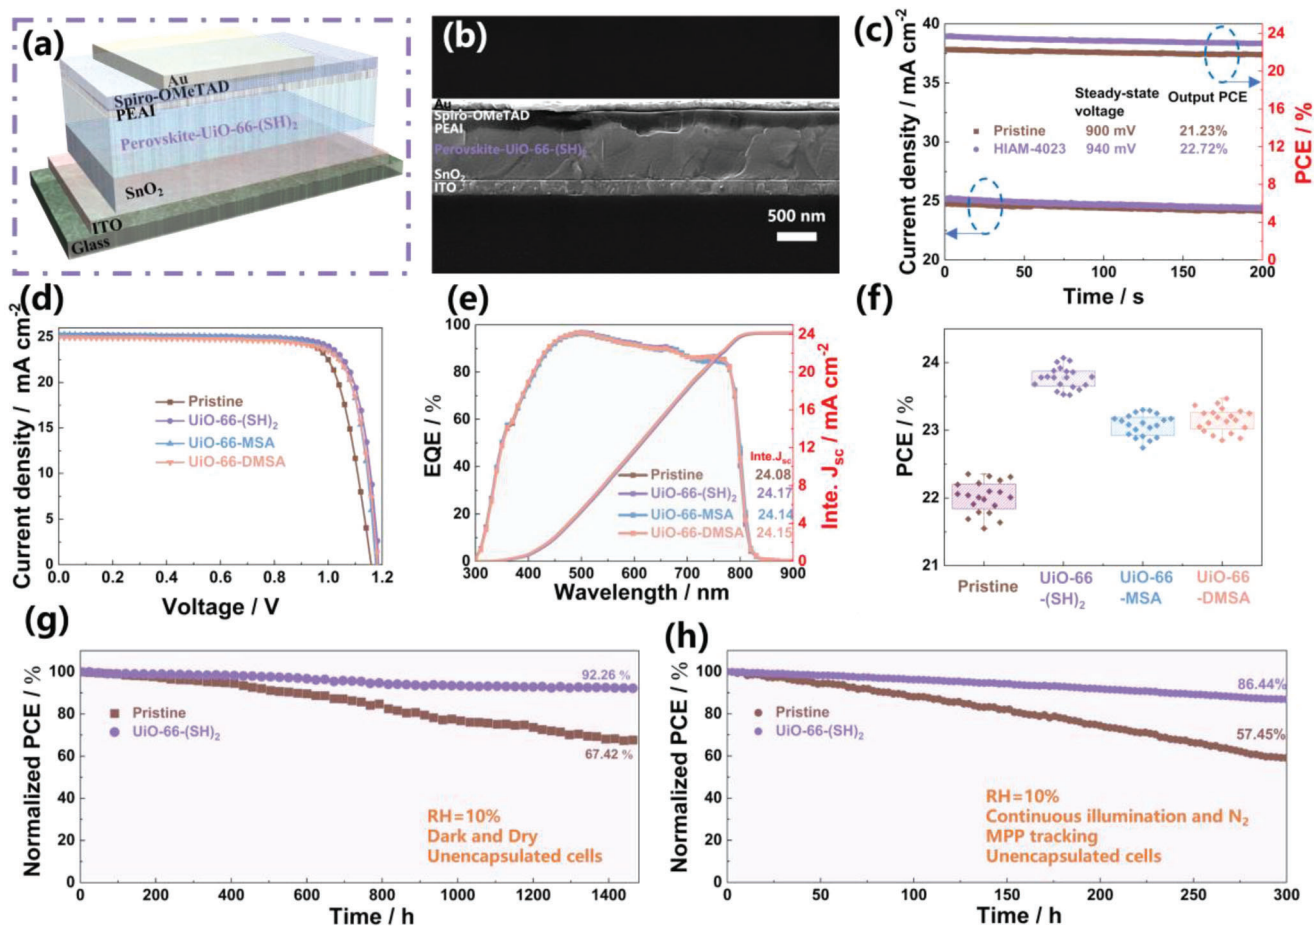 (a)
Au
Spiro-OMeTAD
PEAI
Perovskite-UiO-66-(SH)₂
SnO₂
ITO
Glass
(b)
Au
Spiro-OMeTAD
PEAI
Perovskite-UiO-66-(SH)
SnO₂
ITO
500 nm
(c)
Current density / mA cm⁻²
40
35
30
25
20
Steady-state voltage Output PCE
Pristine 900 mV 21.23%
HIAM-4023 940 mV 22.72%
24
20
16
12
8
4
0
PCE / %
0 50 100 150 200
Time / s
(d)
Current density / mA cm⁻²
25
20
15
10
5
0
Pristine
UiO-66-(SH)₂
UiO-66-MSA
UiO-66-DMSA
0.0 0.2 0.4 0.6 0.8 1.0 1.2
Voltage / V
(e)
EQE / %
100
80
60
40
20
0
Inte.J_sc
Pristine 24.08
UiO-66-(SH)₂ 24.17
UiO-66-MSA 24.14
UiO-66-DMSA 24.15
24
20
16
12
8
4
0
Inte. J_sc / mA cm⁻²
300 400 500 600 700 800 900
Wavelength / nm
(f)
PCE / %
24
23
22
21
Pristine
UiO-66
-(SH)₂
UiO-66
-MSA
UiO-66
-DMSA
(g)
Normalized PCE / %
100
80
60
40
20
0
92.26 %
Pristine
UiO-66-(SH)₂
67.42 %
RH=10%
Dark and Dry
Unencapsulated cells
0 200 400 600 800 1000 1200 1400
Time / h
(h)
Normalized PCE / %
100
80
60
40
20
0
86.44%
Pristine
UiO-66-(SH)₂
57.45%
RH=10%
Continuous illumination and N₂
MPP tracking
Unencapsulated cells
0 50 100 150 200 250 300
Time / h